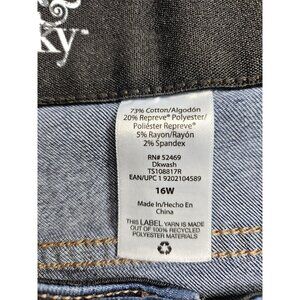 ky™
73% Cotton/Algodón
20% Repreve® Polyester/
Poliéster Repreve®
5% Rayon/Rayón
2% Spandex
RN# 52469
Dkwash
TS108817R
EAN/UPC 1 9202104589
16W
Made In/Hecho En
China
THIS LABEL YARN IS MADE
OUT OF 100% RECYCLED
POLYESTER MATERIALS